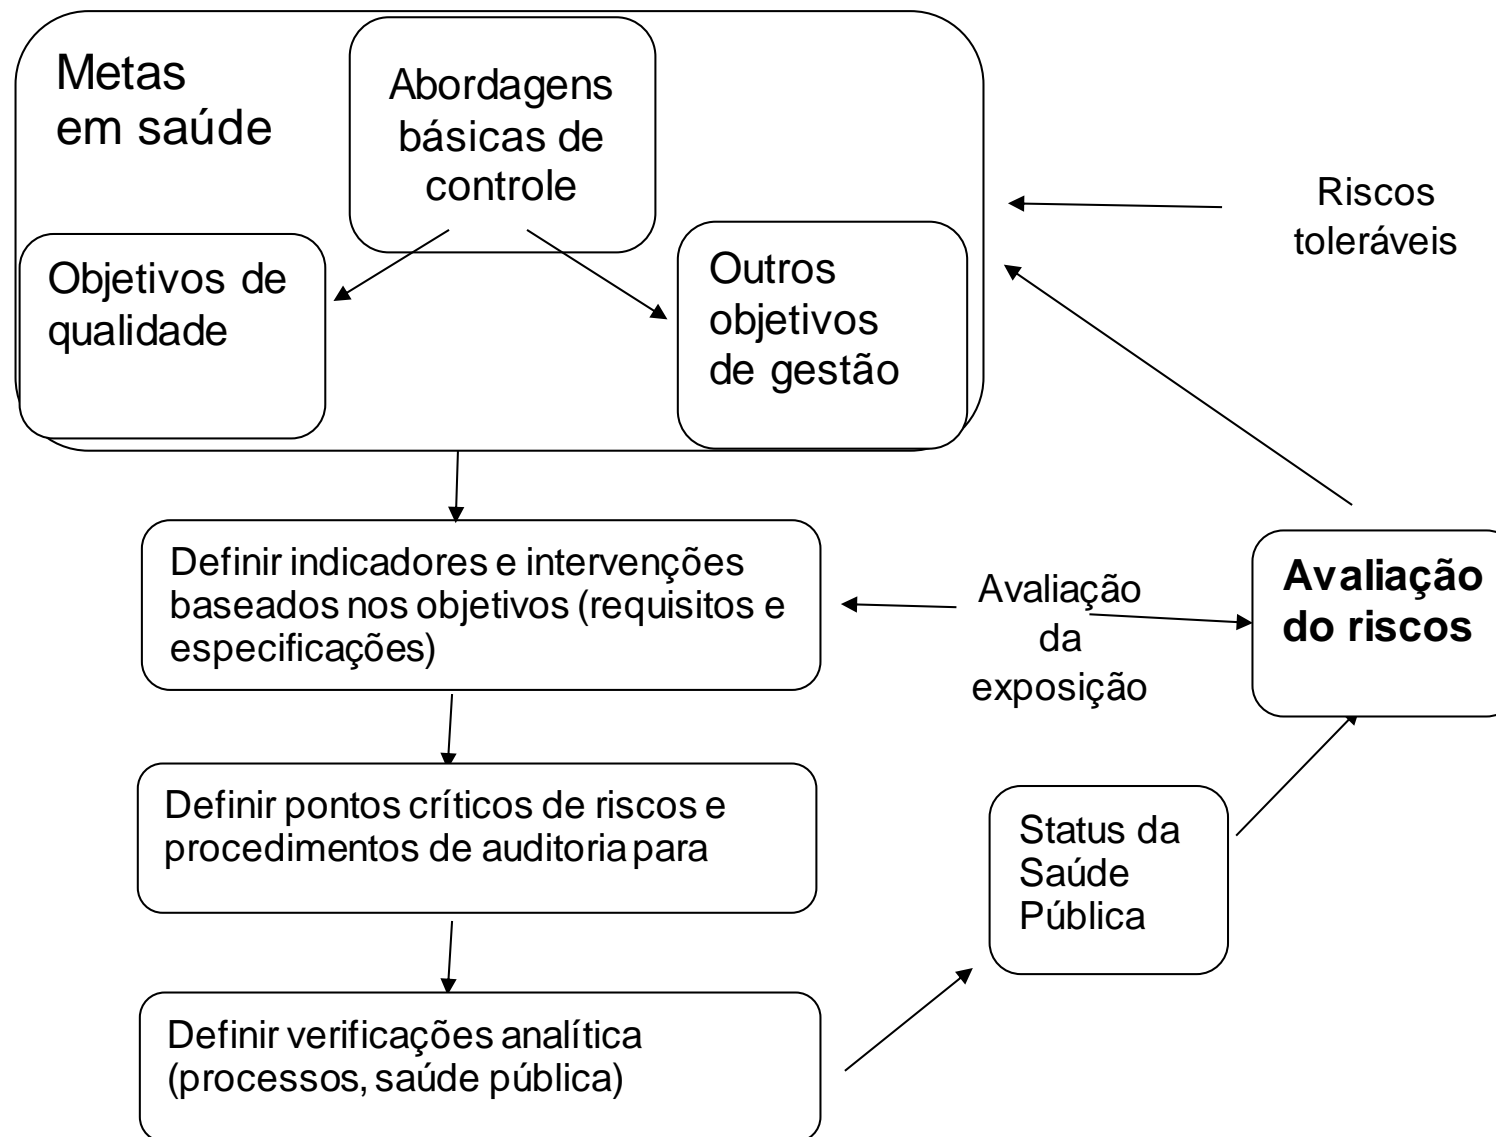 Metas
em saúde
Abordagens
básicas de
controle
Objetivos de
qualidade
Outros
objetivos
de gestão
Riscos
toleráveis
Definir indicadores e intervenções
baseados nos objetivos (requisitos e
especificações)
Avaliação
da
exposição
Avaliação
do riscos
Definir pontos críticos de riscos e
procedimentos de auditoria para
Status da
Saúde
Pública
Definir verificações analítica
(processos, saúde pública)